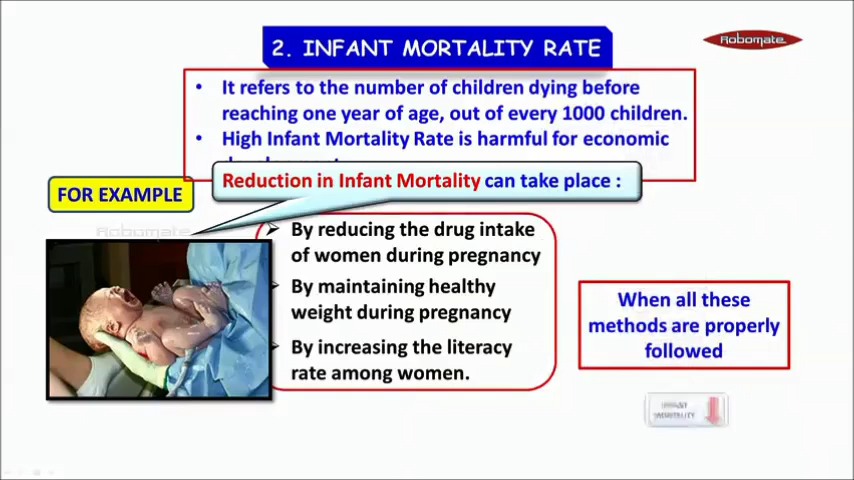 2. INFANT MORTALITY RATE
Robomate
• It refers to the number of children dying before
reaching one year of age, out of every 1000 children.
• High Infant Mortality Rate is harmful for economic
Reduction in Infant Mortality can take place :
FOR EXAMPLE
Robomate
➢ By reducing the drug intake
of women during pregnancy
By maintaining healthy
weight during pregnancy
By increasing the literacy
rate among women.
When all these
methods are properly
followed
INFANT